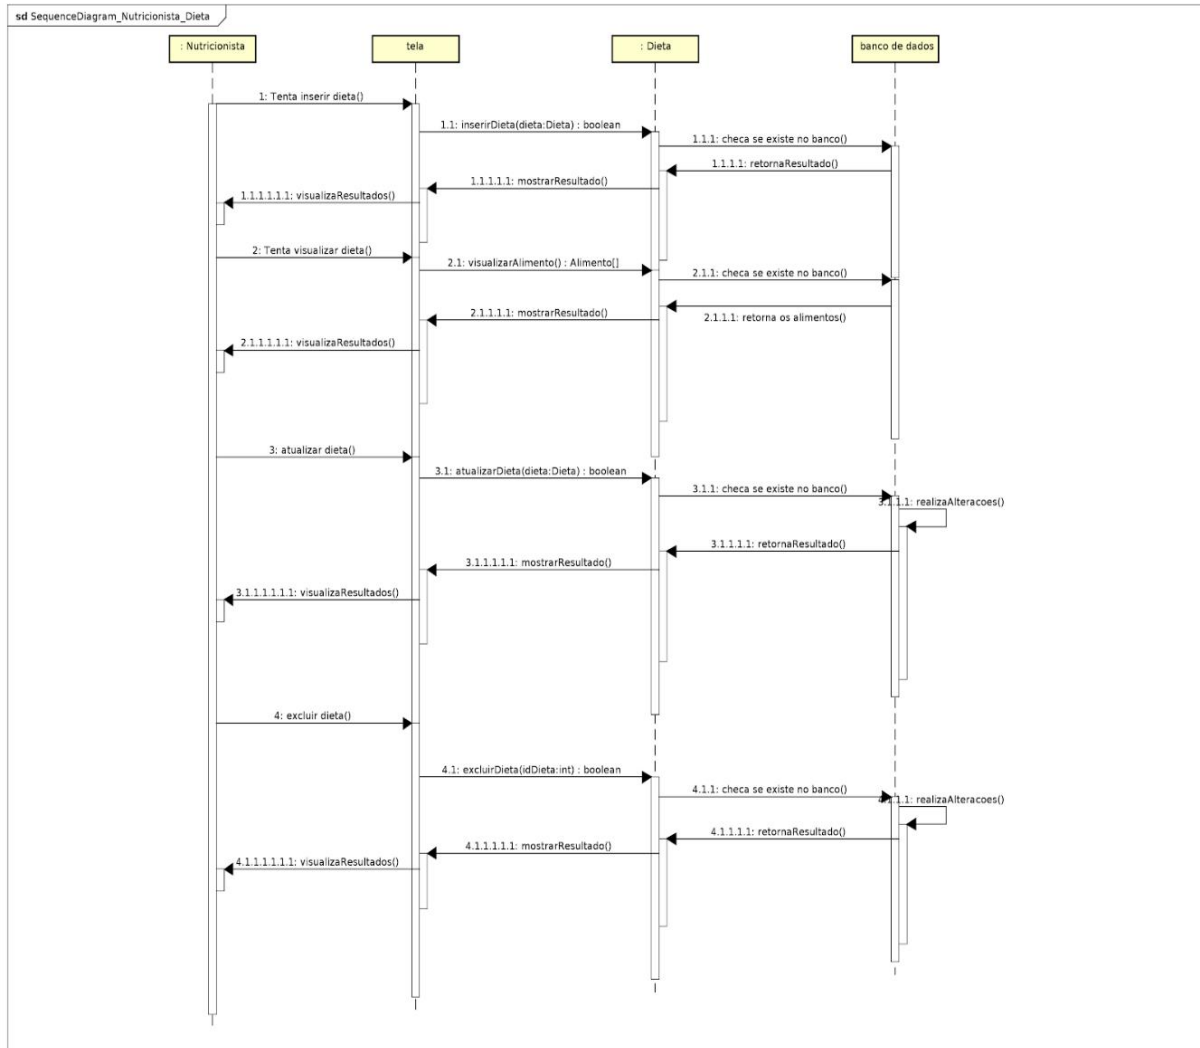 sd SequenceDiagram_Nutricionista_Dieta
: Nutricionista
tela
: Dieta
banco de dados
1: Tenta inserir dieta()
1.1: inserirDieta(dieta:Dieta) : boolean
1.1.1: checa se existe no banco()
1.1.1.1: retornaResultado()
1.1.1.1.1: mostrarResultado()
1.1.1.1.1.1: visualizaResultados()
2: Tenta visualizar dieta()
2.1: visualizarAlimento() : Alimento[]
2.1.1: checa se existe no banco()
2.1.1.1: retorna os alimentos()
2.1.1.1.1: mostrarResultado()
2.1.1.1.1.1: visualizaResultados()
3: atualizar dieta()
3.1: atualizarDieta(dieta:Dieta) : boolean
3.1.1: checa se existe no banco()
3.1.1.1: realizaAlteracoes()
3.1.1.1.1: retornaResultado()
3.1.1.1.1.1: mostrarResultado()
3.1.1.1.1.1.1: visualizaResultados()
4: excluir dieta()
4.1: excluirDieta(idDieta:int) : boolean
4.1.1: checa se existe no banco()
4.1.1.1: realizaAlteracoes()
4.1.1.1.1: retornaResultado()
4.1.1.1.1.1: mostrarResultado()
4.1.1.1.1.1.1: visualizaResultados()